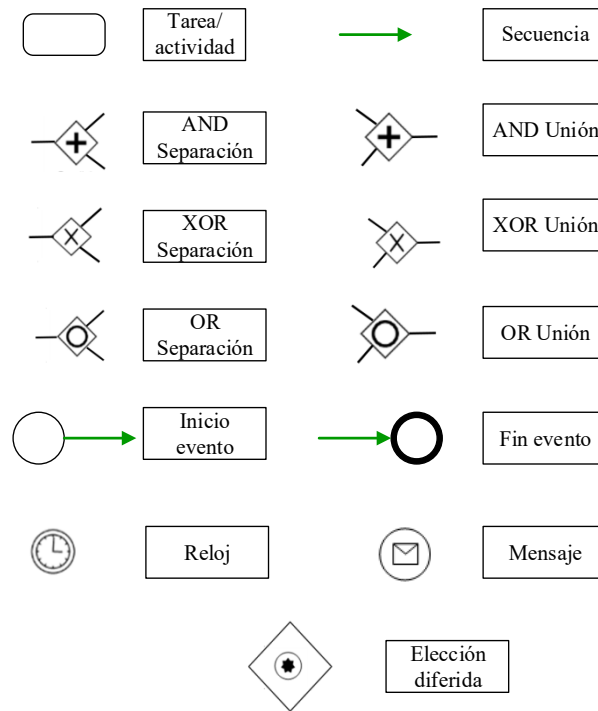 Tarea/
actividad
Secuencia
AND
Separación
AND Unión
XOR
Separación
XOR Unión
OR
Separación
OR Unión
Inicio
evento
Fin evento
Reloj
Mensaje
Elección
diferida